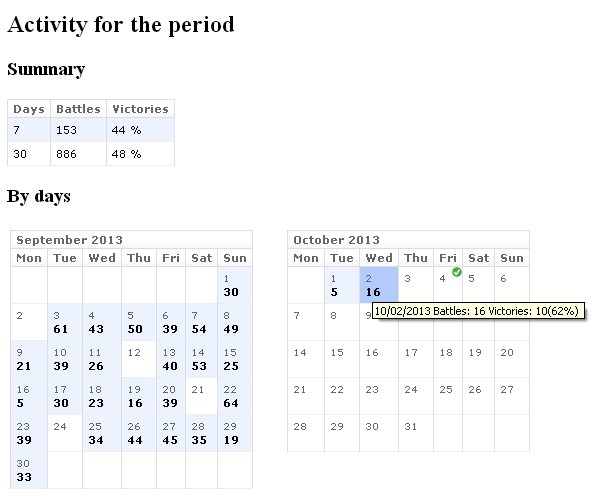 Activity for the period
Summary
Days Battles Victories
7 153 44 %
30 886 48 %
By days
September 2013
Mon Tue Wed Thu Fri Sat Sun
1
30
2 3 4 5 6 7 8
61 43 50 39 54 49
9 10 11 12 13 14 15
21 39 26 40 53 25
16 17 18 19 20 21 22
5 30 23 16 39 64
23 24 25 26 27 28 29
39 34 44 45 35 19
30
33
October 2013
Mon Tue Wed Thu Fri Sat Sun
1 2 3 4 5 6
5 16
10/02/2013 Battles: 16 Victories: 10(62%)
7 8 9
14 15 16 17 18 19 20
21 22 23 24 25 26 27
28 29 30 31